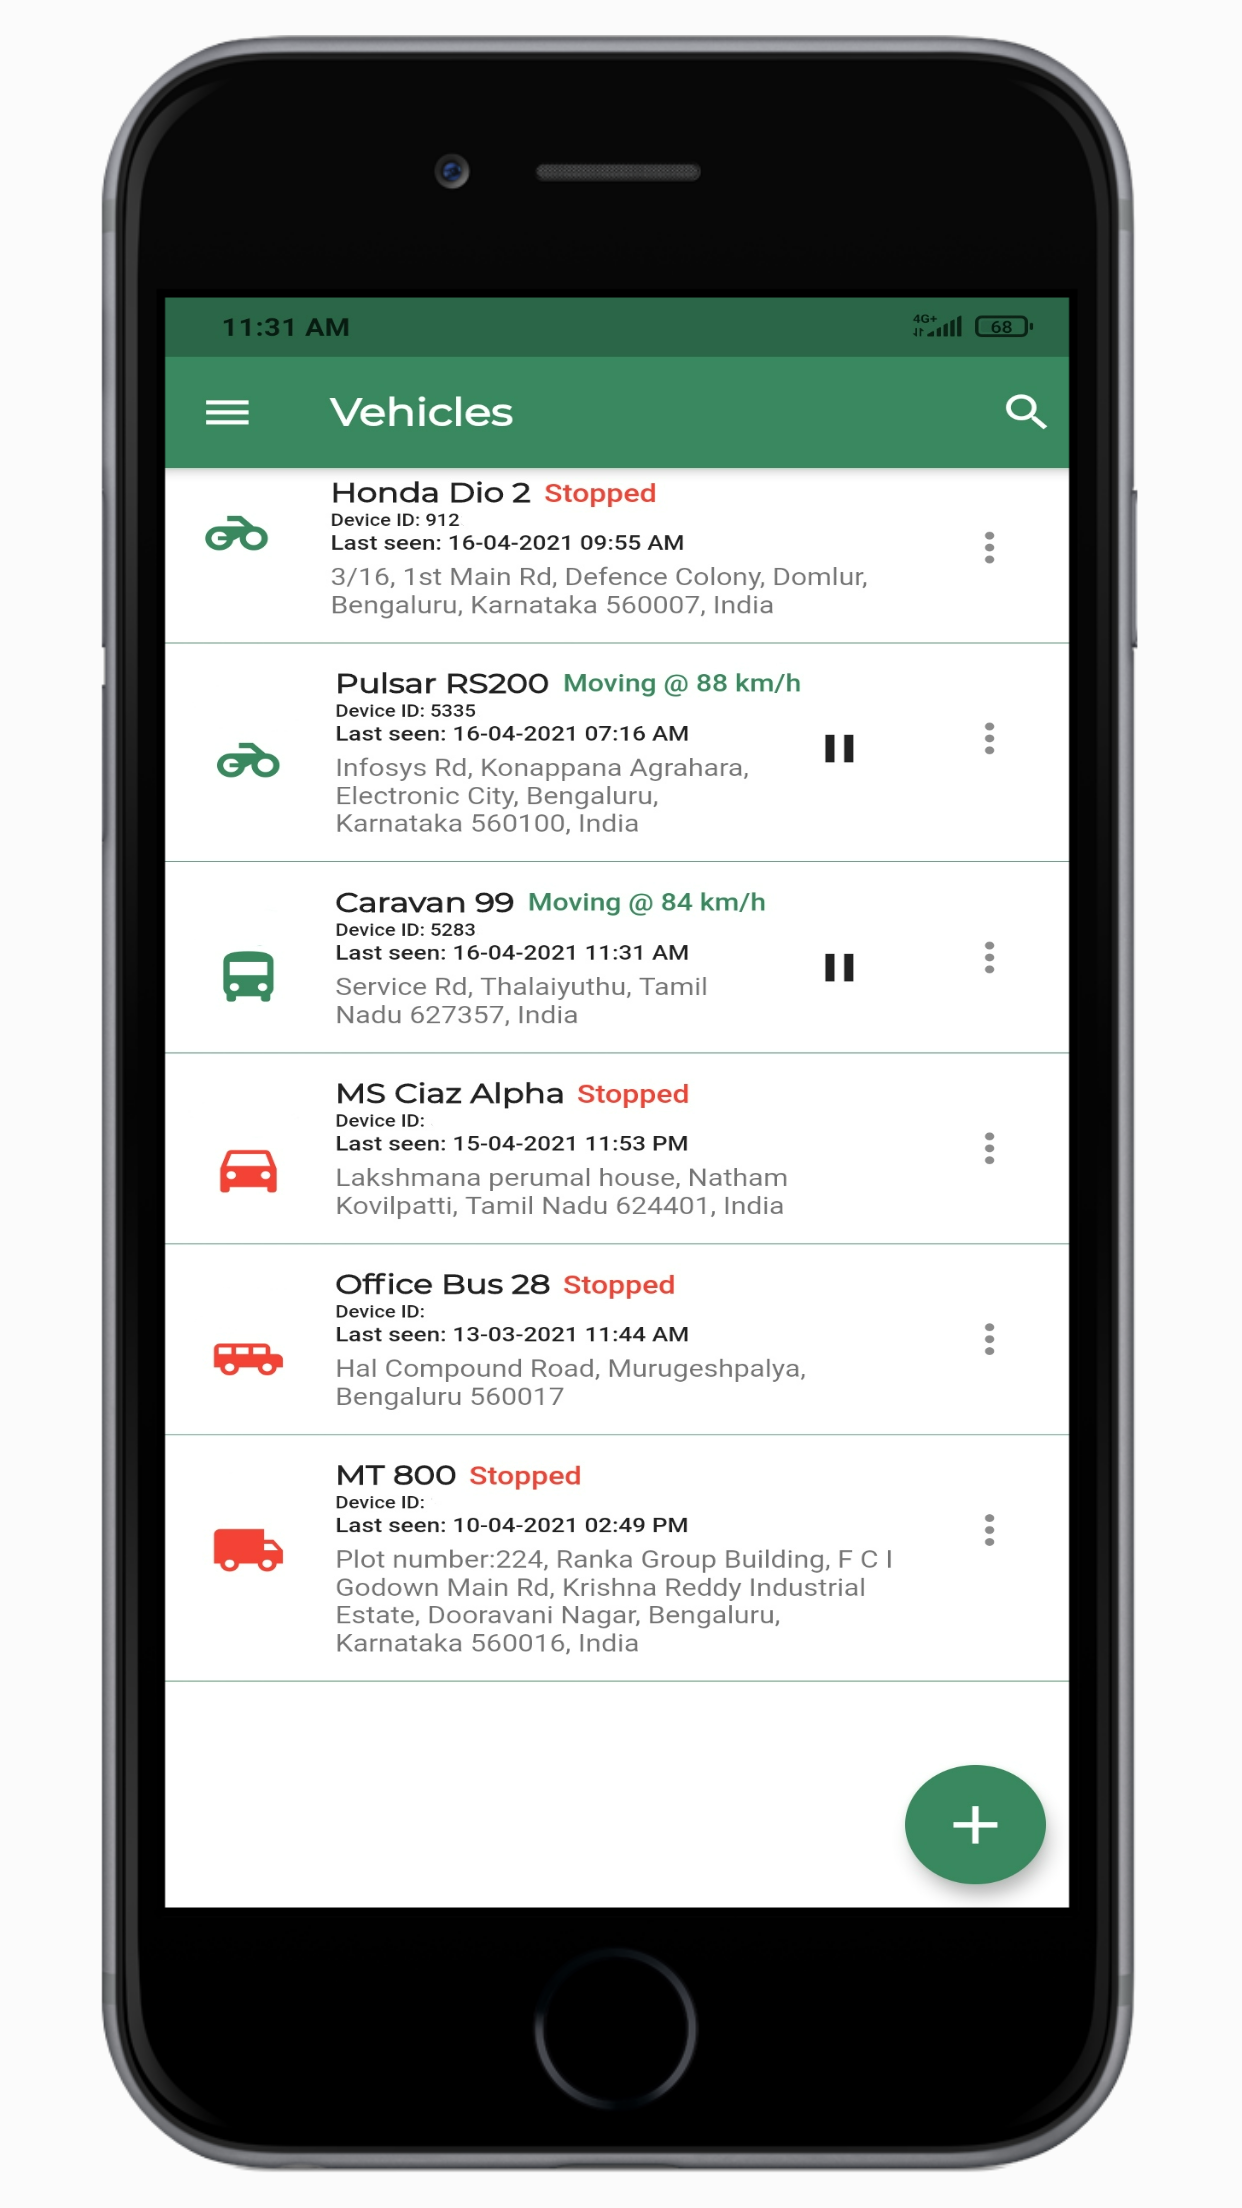 11:31 AM
4G+
68
Vehicles
Honda Dio 2 Stopped
Device ID: 912
Last seen: 16-04-2021 09:55 AM
3/16, 1st Main Rd, Defence Colony, Domlur,
Bengaluru, Karnataka 560007, India
Pulsar RS200 Moving @ 88 km/h
Device ID: 5335
Last seen: 16-04-2021 07:16 AM
Infosys Rd, Konappana Agrahara,
Electronic City, Bengaluru,
Karnataka 560100, India
Caravan 99 Moving @ 84 km/h
Device ID: 5283
Last seen: 16-04-2021 11:31 AM
Service Rd, Thalaiyuthu, Tamil
Nadu 627357, India
MS Ciaz Alpha Stopped
Device ID:
Last seen: 15-04-2021 11:53 PM
Lakshmana perumal house, Natham
Kovilpatti, Tamil Nadu 624401, India
Office Bus 28 Stopped
Device ID:
Last seen: 13-03-2021 11:44 AM
Hal Compound Road, Murugeshpalya,
Bengaluru 560017
MT 800 Stopped
Device ID:
Last seen: 10-04-2021 02:49 PM
Plot number:224, Ranka Group Building, F C I
Godown Main Rd, Krishna Reddy Industrial
Estate, Dooravani Nagar, Bengaluru,
Karnataka 560016, India